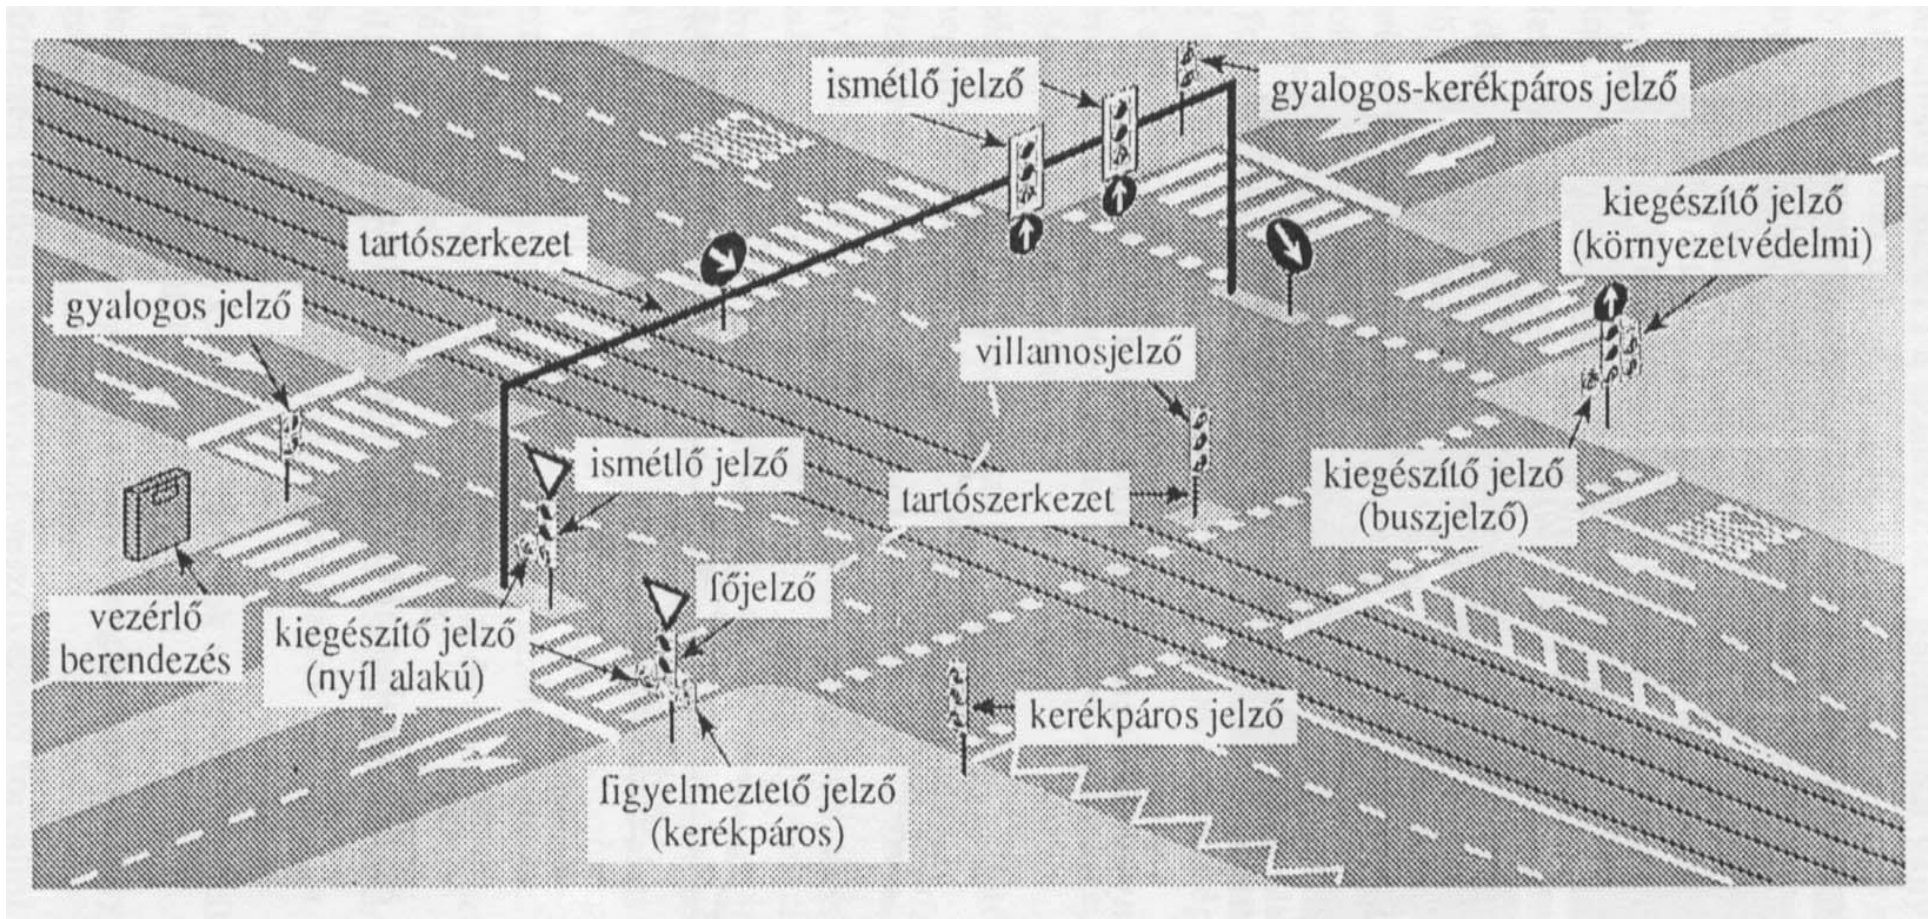 ismétlő jelző
gyalogos-kerékpáros jelző
kiegészítő jelző
(környezetvédelmi)
tartószerkezet
gyalogos jelző
villamosjelző
ismétlő jelző
tartószerkezet
kiegészítő jelző
(buszjelző)
vezérlő
berendezés
kiegészítő jelző
(nyíl alakú)
főjelző
kerékpáros jelző
figyelmeztető jelző
(kerékpáros)